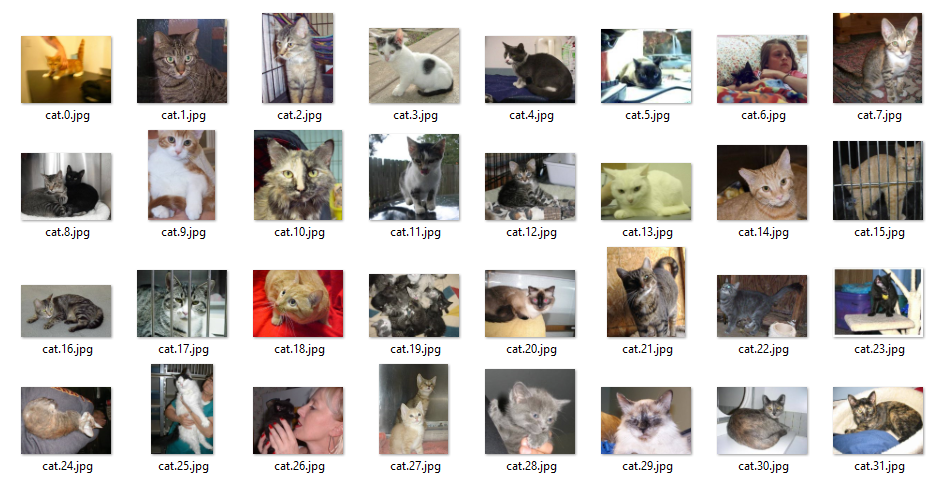 cat.0.jpg cat.1.jpg cat.2.jpg cat.3.jpg cat.4.jpg cat.5.jpg cat.6.jpg cat.7.jpg
cat.8.jpg cat.9.jpg cat.10.jpg cat.11.jpg cat.12.jpg cat.13.jpg cat.14.jpg cat.15.jpg
cat.16.jpg cat.17.jpg cat.18.jpg cat.19.jpg cat.20.jpg cat.21.jpg cat.22.jpg cat.23.jpg
cat.24.jpg cat.25.jpg cat.26.jpg cat.27.jpg cat.28.jpg cat.29.jpg cat.30.jpg cat.31.jpg